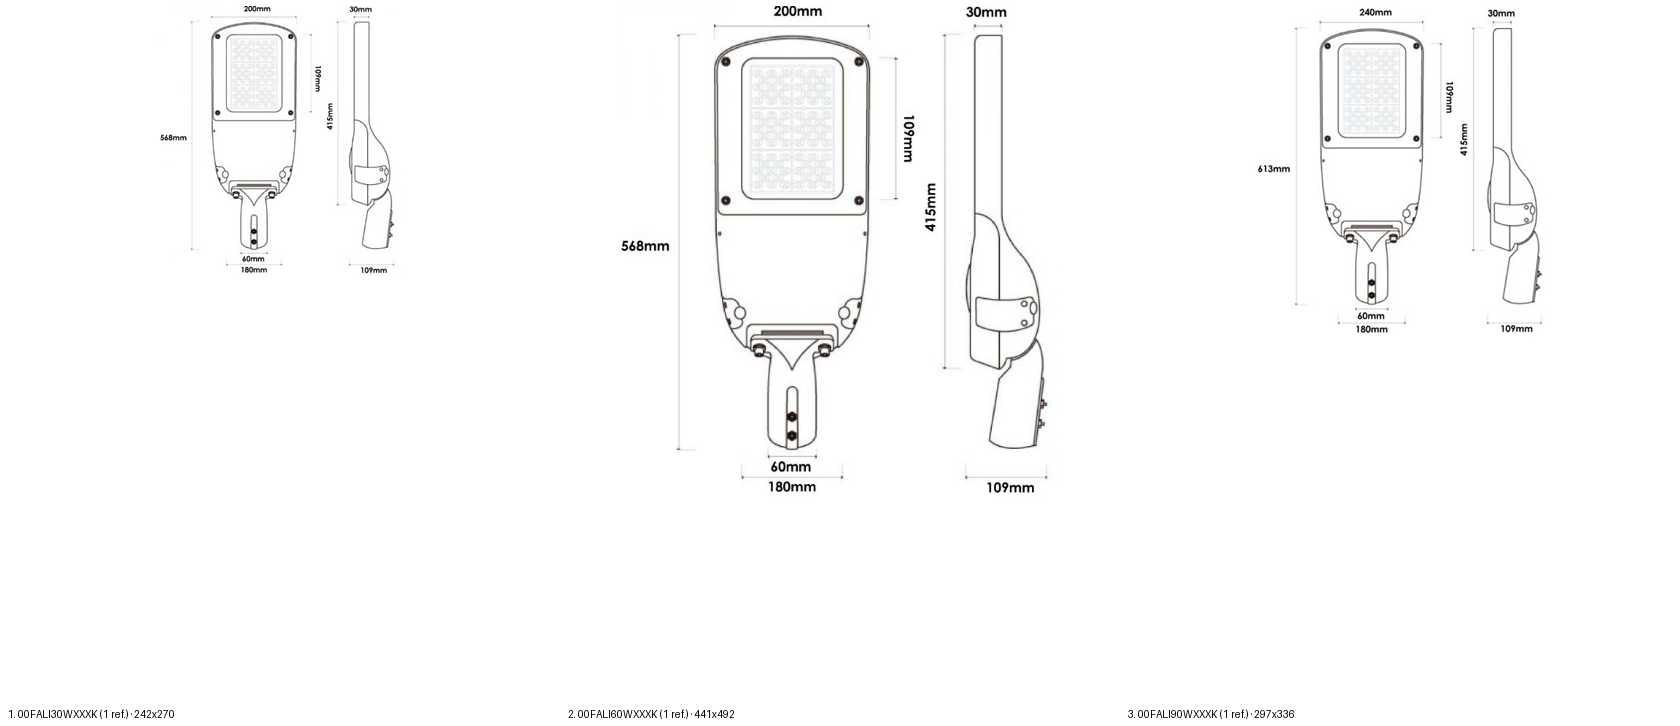 200mm
30mm
109mm
415mm
568mm
60mm
180mm
109mm
200mm
30mm
109mm
415mm
568mm
60mm
180mm
109mm
240mm
30mm
109mm
415mm
613mm
60mm
180mm
109mm
1. 00FALI30WXXXK (1 ref.) · 242x270
2. 00FALI60WXXXK (1 ref.) · 441x492
3. 00FALI90WXXXK (1 ref.) · 297x336